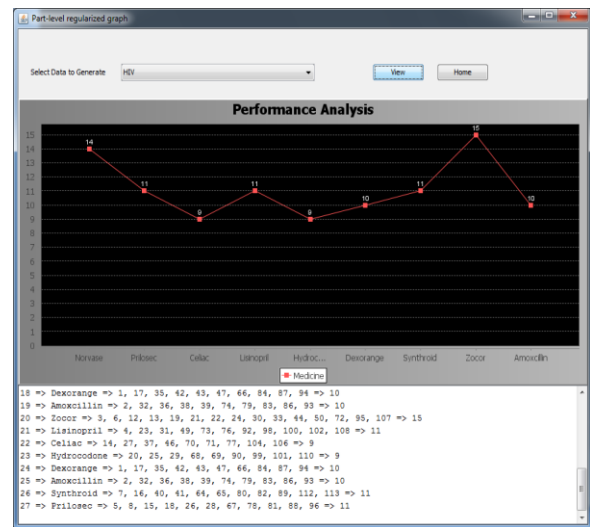 Part-level regularized graph
Select Data to Generate HIV View Home
Performance Analysis
15
14
13
12
11
10
9
8
7
6
5
4
3
2
1
0
14 11 9 11 9 10 11 15 10
Norvase Prilosec Celiac Lisinopril Hydroc... Dexorange Synthroid Zocor Amoxcillin
Medicine
18 => Dexorange => 1, 17, 35, 42, 43, 47, 66, 84, 87, 94 => 10
19 => Amoxcillin => 2, 32, 36, 38, 39, 74, 79, 83, 86, 93 => 10
20 => Zocor => 3, 6, 12, 13, 19, 21, 22, 24, 30, 33, 44, 50, 72, 95, 107 => 15
21 => Lisinopril => 4, 23, 31, 49, 73, 76, 92, 98, 100, 102, 108 => 11
22 => Celiac => 14, 27, 37, 46, 70, 71, 77, 104, 106 => 9
23 => Hydrocodone => 20, 25, 29, 68, 69, 90, 99, 101, 110 => 9
24 => Dexorange => 1, 17, 35, 42, 43, 47, 66, 84, 87, 94 => 10
25 => Amoxcillin => 2, 32, 36, 38, 39, 74, 79, 83, 86, 93 => 10
26 => Synthroid => 7, 16, 40, 41, 64, 65, 80, 82, 89, 112, 113 => 11
27 => Prilosec => 5, 8, 15, 18, 26, 28, 67, 78, 81, 88, 96 => 11